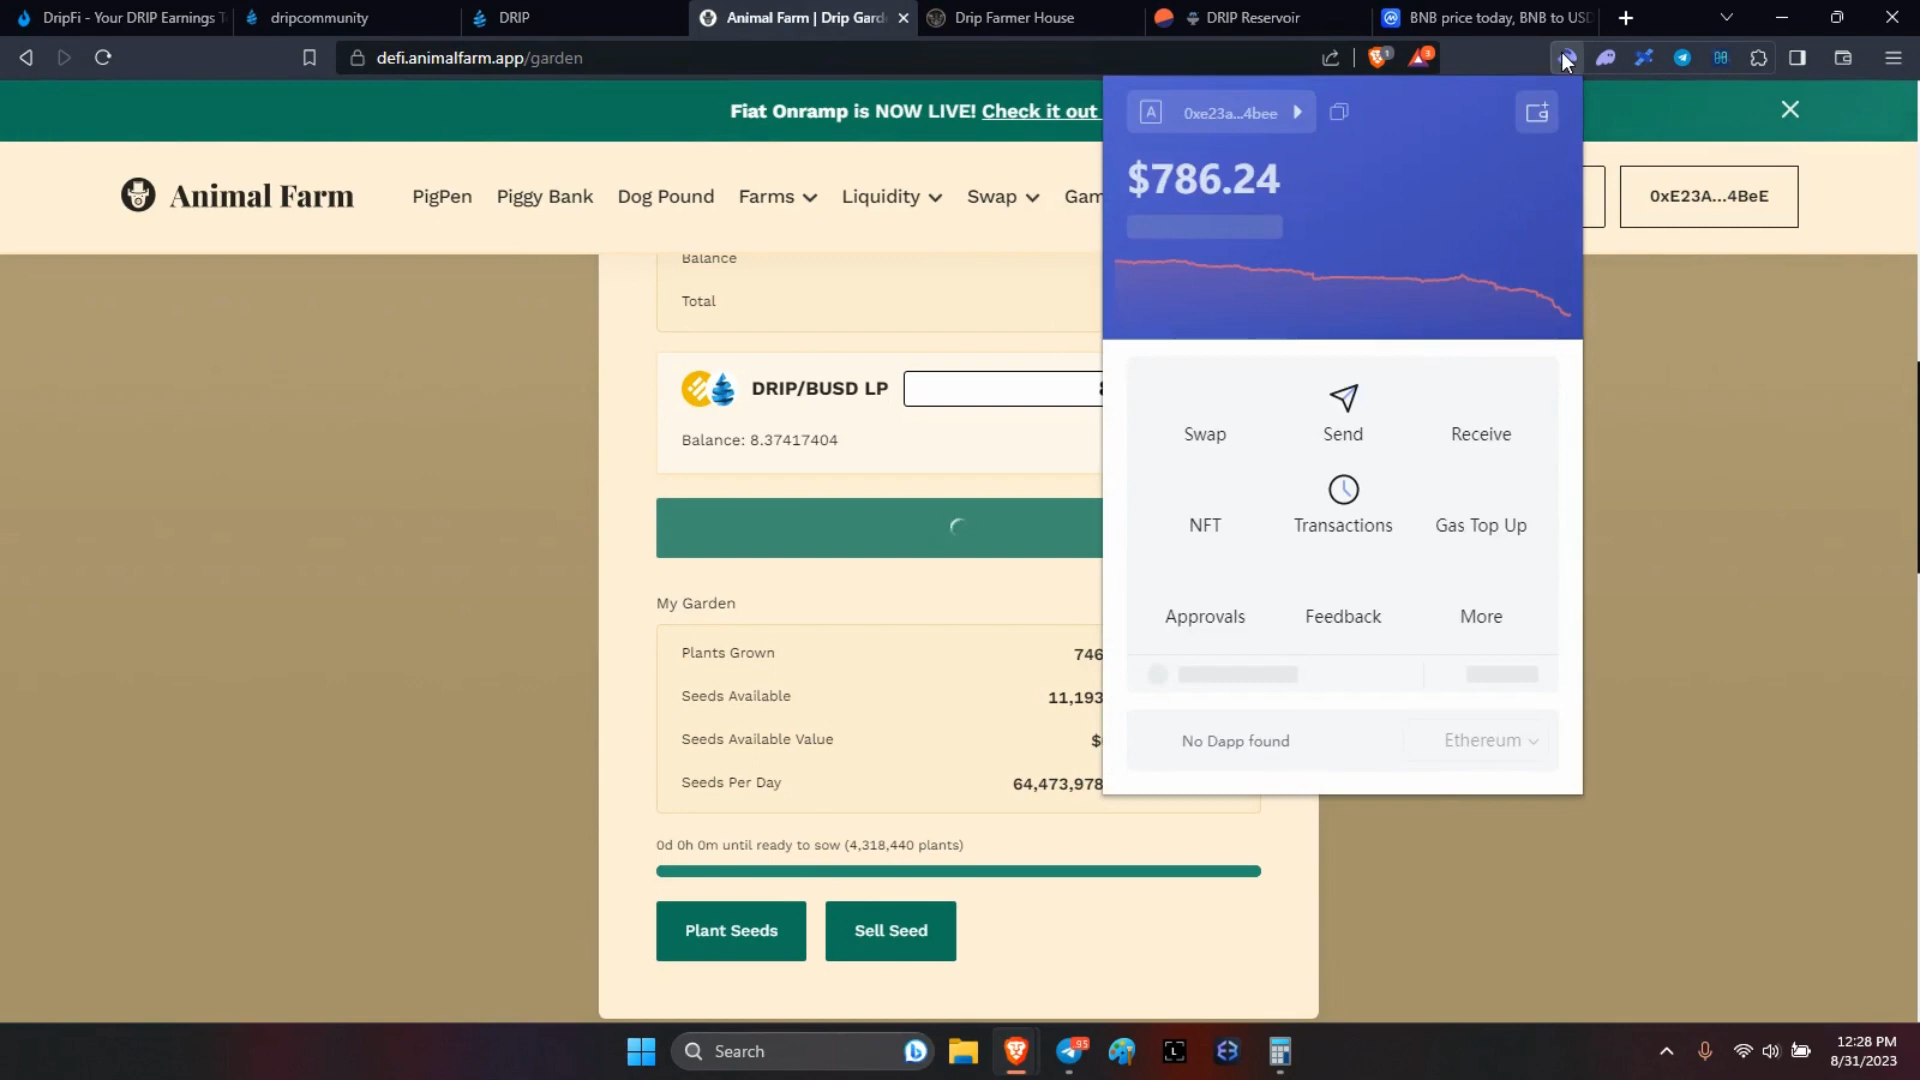 DripFi - Your DRIP Earnings
dripcommunity
DRIP
Animal Farm | Drip Gard
Drip Farmer House
DRIP Reservoir
BNB price today, BNB to USD
defi.animalfarm.app/garden
1
3
Fiat Onramp is NOW LIVE! Check it out
Animal Farm
PigPen
Piggy Bank
Dog Pound
Farms
Liquidity
Swap
Gam
0xE23A...4BeE
A
0xe23a...4bee
$786.24
Balance
Total
DRIP/BUSD LP
Balance: 8.37417404
Swap
Send
Receive
NFT
Transactions
Gas Top Up
Approvals
Feedback
More
No Dapp found
Ethereum
My Garden
Plants Grown
746
Seeds Available
11,193
Seeds Available Value
$
Seeds Per Day
64,473,978
0d 0h 0m until ready to sow (4,318,440 plants)
Plant Seeds
Sell Seed
Search
95
L
12:28 PM
8/31/2023